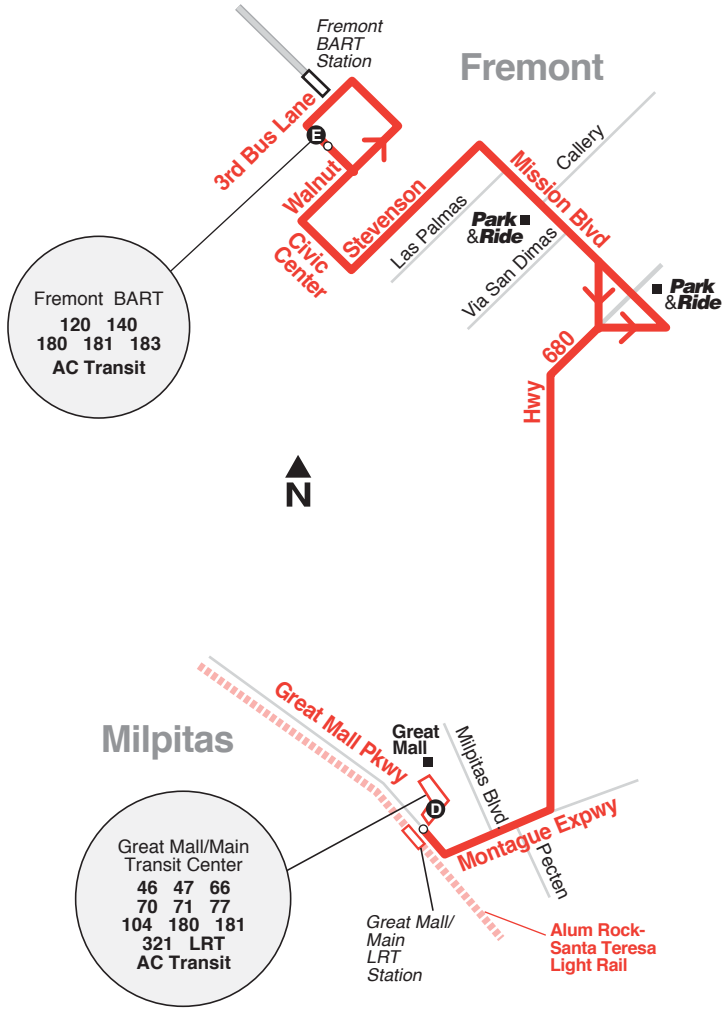 Fremont
BART
Station
Fremont
3rd Bus Lane
E
Walnut
Civic
Center
Stevenson
Las Palmas
Park
&Ride
Via San Dimas
Mission Blvd
Callery
Park
&Ride
Fremont BART
120 140
180 181 183
AC Transit
680
Hwy
N
Milpitas
Great Mall Pkwy
Great
Mall
D
Milpitas Blvd.
Montague Expwy
Pecten
Great Mall/Main
Transit Center
46 47 66
70 71 77
104 180 181
321 LRT
AC Transit
Great Mall/
Main
LRT
Station
Alum Rock-
Santa Teresa
Light Rail